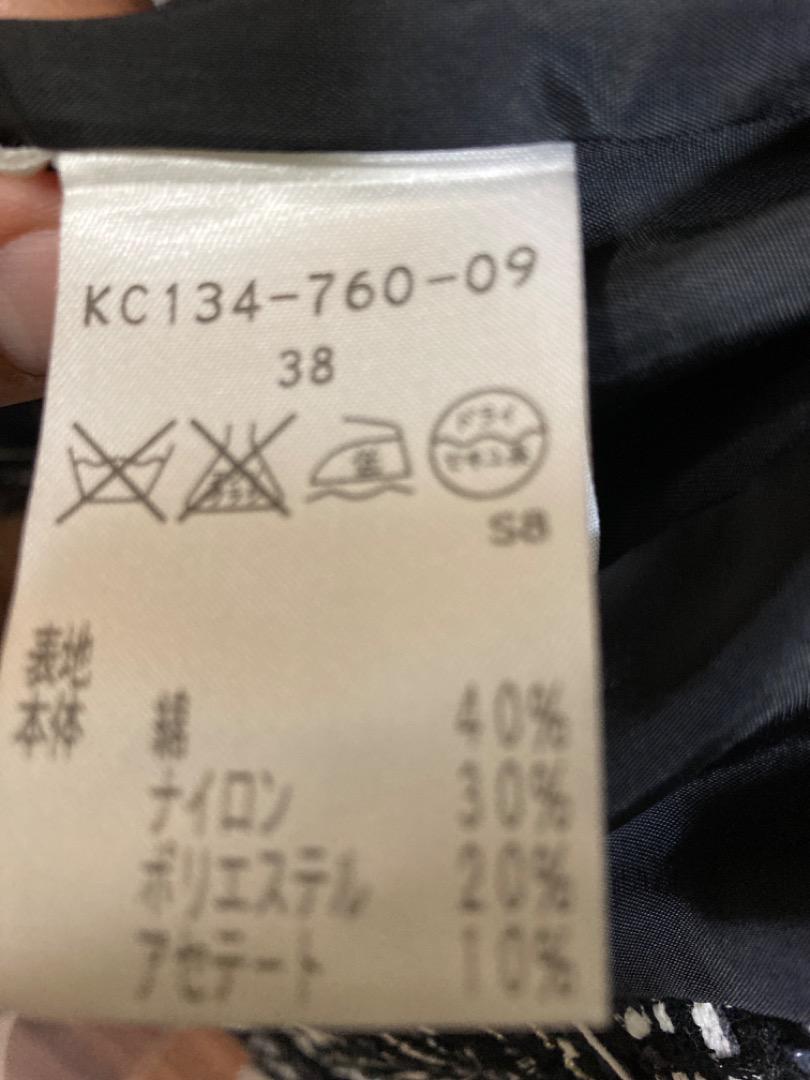 KC134-760-09
38
低
ドライ
セキユ系
S8
表地
本体 綿 40%
ナイロン 30%
ポリエステル 20%
アセテート 10%